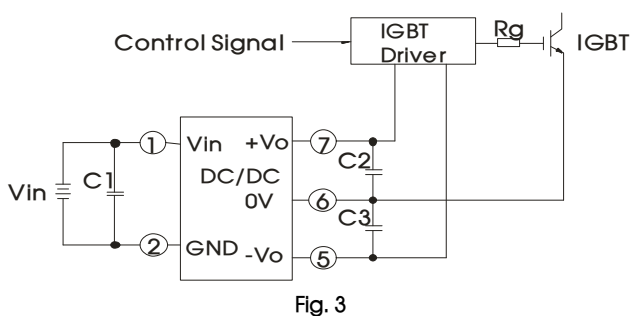 Control Signal
IGBT
Driver
Rg
IGBT
1
Vin
+Vo
7
C2
Vin
C1
DC/DC
0V
6
C3
2
GND
-Vo
5
Fig. 3